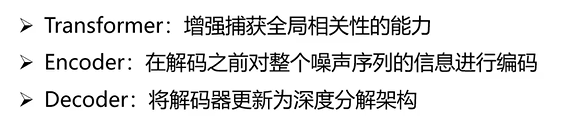 ➢ Transformer：增强捕获全局相关性的能力
➢ Encoder：在解码之前对整个噪声序列的信息进行编码
➢ Decoder：将解码器更新为深度分解架构